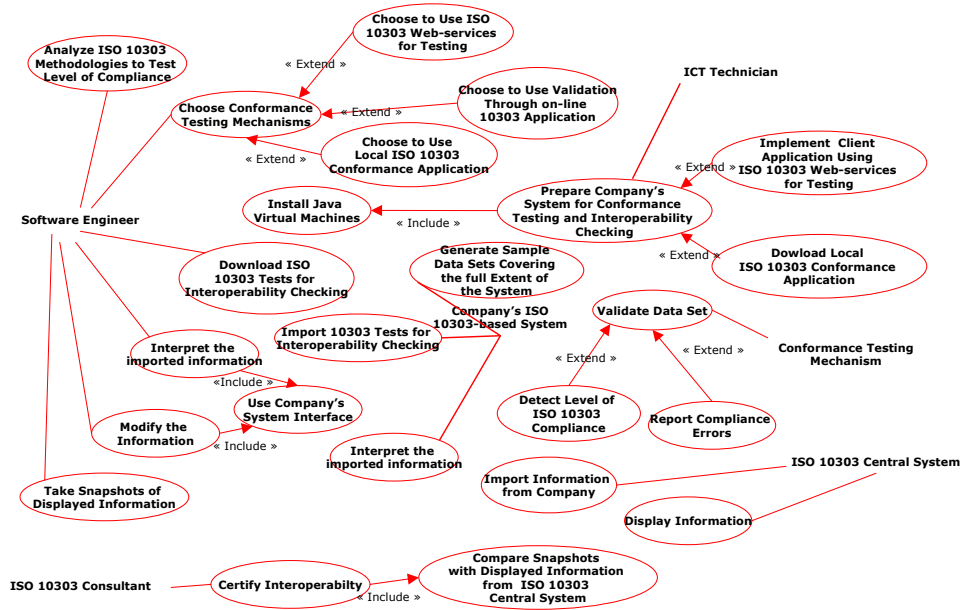 Choose to Use ISO
10303 Web-services
for Testing
Analyze ISO 10303
Methodologies to Test
Level of Compliance
« Extend »
ICT Technician
Choose to Use Validation
Through on-line
10303 Application
Choose Conformance
Testing Mechanisms
« Extend »
Choose to Use
Local ISO 10303
Conformance Application
« Extend »
Implement  Client
Application Using
ISO 10303 Web-services
for Testing
« Extend »
Prepare Company's
System for Conformance
Testing and Interoperability
Checking
Install Java
Virtual Machines
« Include »
Software Engineer
Generate Sample
Data Sets Covering
the full Extent of
the System
« Extend »
Dowload Local
ISO 10303 Conformance
Application
Download ISO
10303 Tests for
Interoperability Checking
Company's ISO
10303-based System
Validate Data Set
Import 10303 Tests for
Interoperability Checking
Conformance Testing
Mechanism
Interpret the
imported information
« Extend »
« Extend »
«Include »
Use Company's
System Interface
Detect Level of
ISO 10303
Compliance
Report Compliance
Errors
Modify the
Information
« Include »
Interpret the
imported information
ISO 10303 Central System
Import Information
from Company
Take Snapshots of
Displayed Information
Display Information
Compare Snapshots
with Displayed Information
from  ISO 10303
Central System
ISO 10303 Consultant
Certify Interoperabilty
« Include »